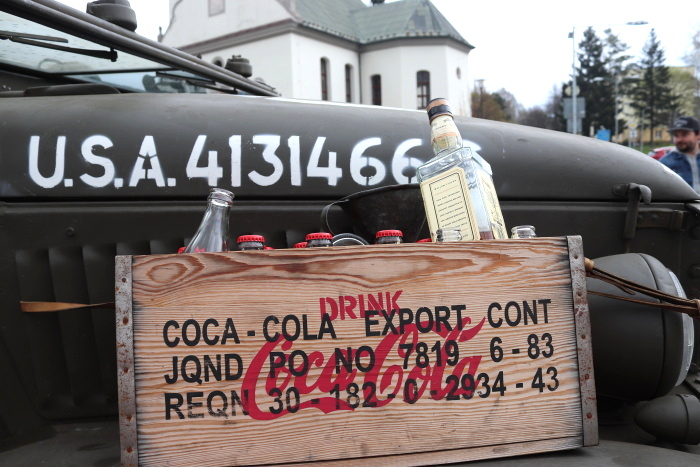 U.S.A. 4131466
DRINK
Coca-Cola
COCA - COLA EXPORT CONT
JQND PO NO 7819 6 - 83
REQN 30 - 182 - 0 - 2934 - 43